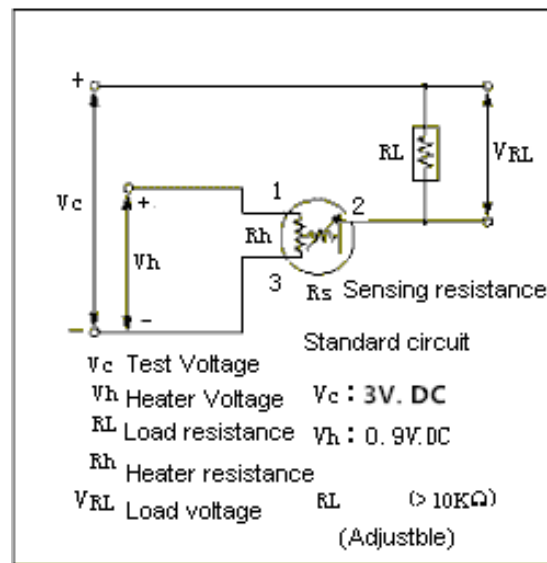 +
RL
VRL
Vc
+
1
2
Rh
Vh
3
Rs Sensing resistance
-
-
Standard circuit
Vc Test Voltage
Vh Heater Voltage Vc: 3V. DC
RL Load resistance Vh: 0.9V.DC
Rh Heater resistance
VRL Load voltage RL (>10KΩ)
(Adjustble)